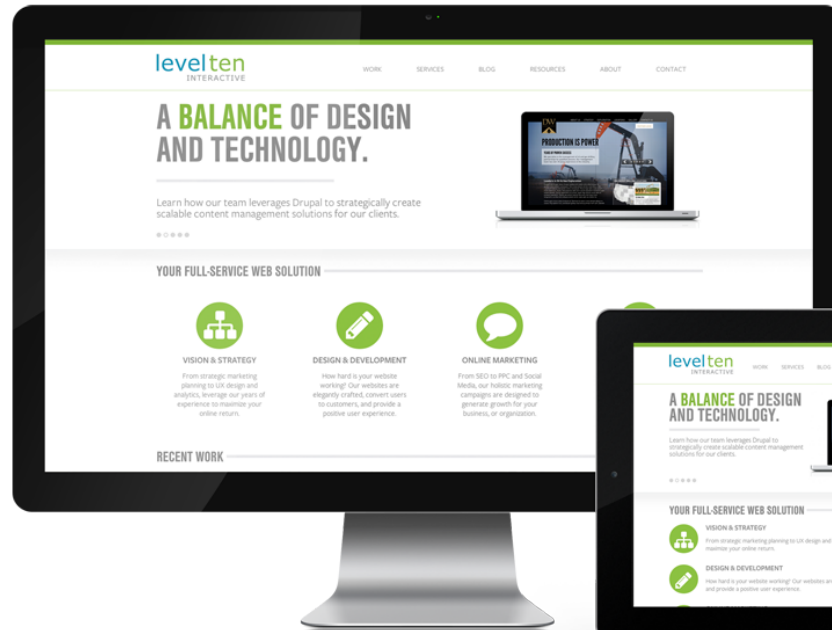 levelten
INTERACTIVE
WORK SERVICES BLOG RESOURCES ABOUT CONTACT
A BALANCE OF DESIGN
AND TECHNOLOGY.
Learn how our team leverages Drupal to strategically create
scalable content management solutions for our clients.
PRODUCTION IS POWER
YOUR FULL-SERVICE WEB SOLUTION
VISION & STRATEGY
From strategic marketing
planning to UX design and
analytics, leverage our years of
experience to maximize your
online return.
DESIGN & DEVELOPMENT
How hard is your website
working? Our websites are
elegantly crafted, convert users
to customers, and provide a
positive user experience.
ONLINE MARKETING
From SEO to PPC and Social
Media, our holistic marketing
campaigns are designed to
generate growth for your
business, or organization.
RECENT WORK
levelten
INTERACTIVE
WORK SERVICES BLOG
A BALANCE OF DESIGN
AND TECHNOLOGY.
Learn how our team leverages Drupal to
strategically create scalable content management
solutions for our clients.
YOUR FULL-SERVICE WEB SOLUTION
VISION & STRATEGY
From strategic marketing planning to UX design and
maximize your online return.
DESIGN & DEVELOPMENT
How hard is your website working? Our websites are
and provide a positive user experience.